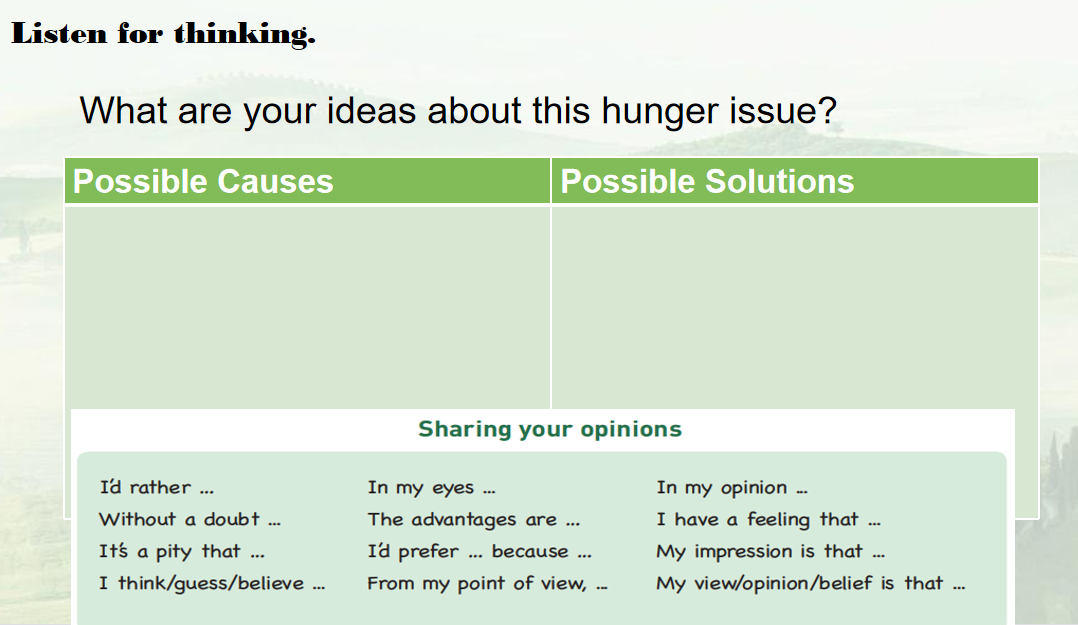 Listen for thinking.
What are your ideas about this hunger issue?
Possible Causes
Possible Solutions
Sharing your opinions
I'd rather ...
In my eyes ...
In my opinion ...
Without a doubt ...
The advantages are ...
I have a feeling that ...
It's a pity that ...
I'd prefer ... because ...
My impression is that ...
I think/guess/believe ...
From my point of view, ...
My view/opinion/belief is that ...